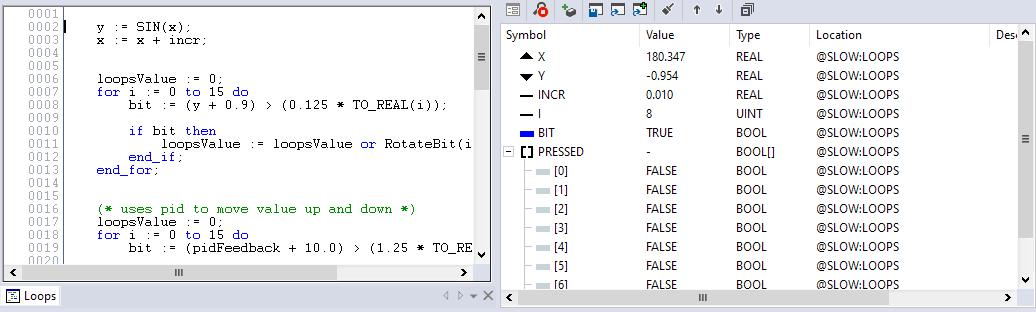 0001
0002 y := SIN(x);
0003 x := x + incr;
0004
0005
0006 loopsValue := 0;
0007 for i := 0 to 15 do
0008 bit := (y + 0.9) > (0.125 * TO_REAL(i));
0009
0010 if bit then
0011 loopsValue := loopsValue or RotateBit(i
0012 end_if;
0013 end_for;
0014
0015
0016 (* uses pid to move value up and down *)
0017 loopsValue := 0;
0018 for i := 0 to 15 do
0019 bit := (pidFeedback + 10.0) > (1.25 * TO_RE
0020
Loops
Symbol Value Type Location Des
X 180.347 REAL @SLOW:LOOPS
Y -0.954 REAL @SLOW:LOOPS
INCR 0.010 REAL @SLOW:LOOPS
I 8 UINT @SLOW:LOOPS
BIT TRUE BOOL @SLOW:LOOPS
PRESSED - BOOL[] @SLOW:LOOPS
[0] FALSE BOOL @SLOW:LOOPS
[1] FALSE BOOL @SLOW:LOOPS
[2] FALSE BOOL @SLOW:LOOPS
[3] FALSE BOOL @SLOW:LOOPS
[4] FALSE BOOL @SLOW:LOOPS
[5] FALSE BOOL @SLOW:LOOPS
[6] FALSE BOOL @SLOW:LOOPS